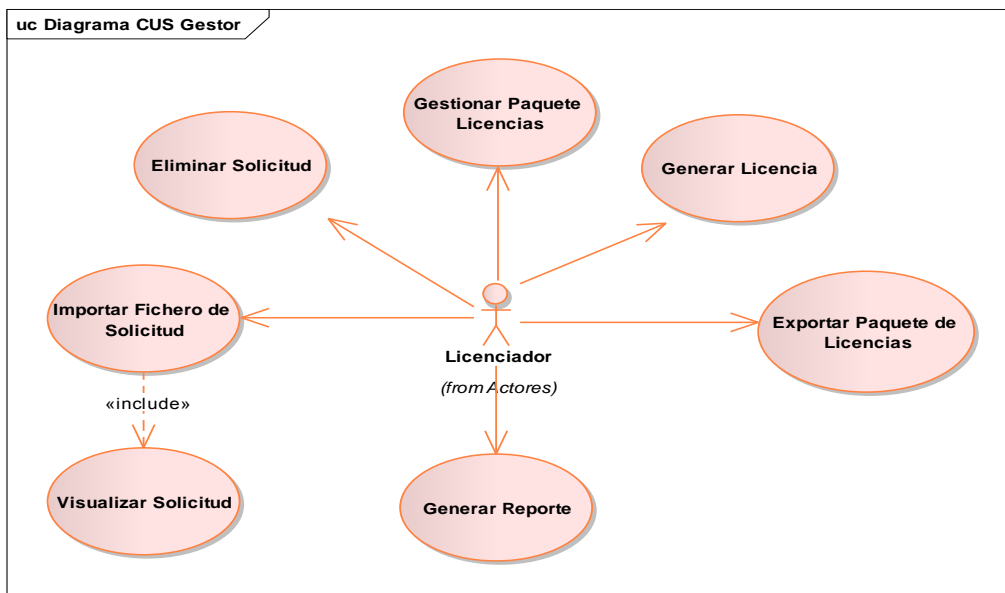 uc Diagrama CUS Gestor
Gestionar Paquete
Licencias
Eliminar Solicitud
Generar Licencia
Importar Fichero de
Solicitud
Exportar Paquete de
Licencias
Licenciador
(from Actores)
«include»
Visualizar Solicitud
Generar Reporte